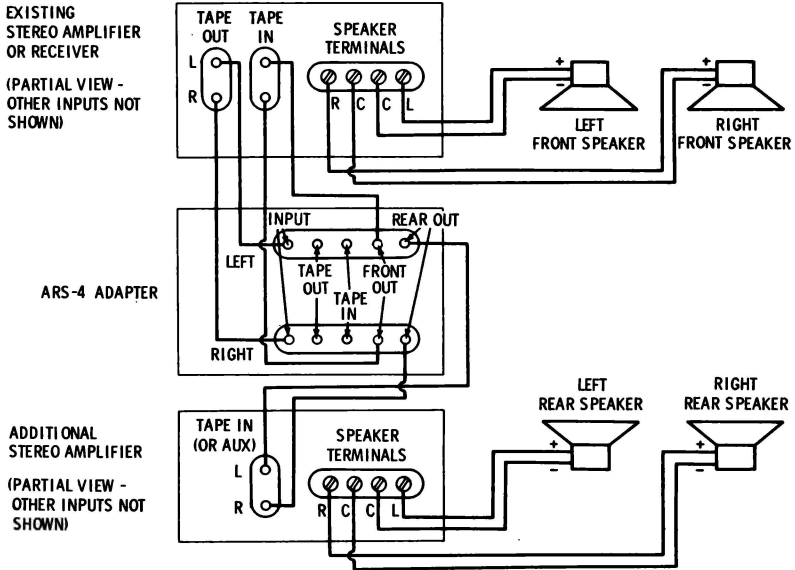 EXISTING
STEREO AMPLIFIER
OR RECEIVER
(PARTIAL VIEW -
OTHER INPUTS NOT
SHOWN)
TAPE
OUT
TAPE
IN
L
R
SPEAKER
TERMINALS
R C C L
+
-
LEFT
FRONT SPEAKER
+
-
RIGHT
FRONT SPEAKER
ARS-4 ADAPTER
INPUT
REAR OUT
LEFT
TAPE
OUT
TAPE
IN
FRONT
OUT
RIGHT
ADDITIONAL
STEREO AMPLIFIER
(PARTIAL VIEW -
OTHER INPUTS NOT
SHOWN)
TAPE IN
(OR AUX)
L
R
SPEAKER
TERMINALS
R C C L
LEFT
REAR SPEAKER
+
-
RIGHT
REAR SPEAKER
+
-